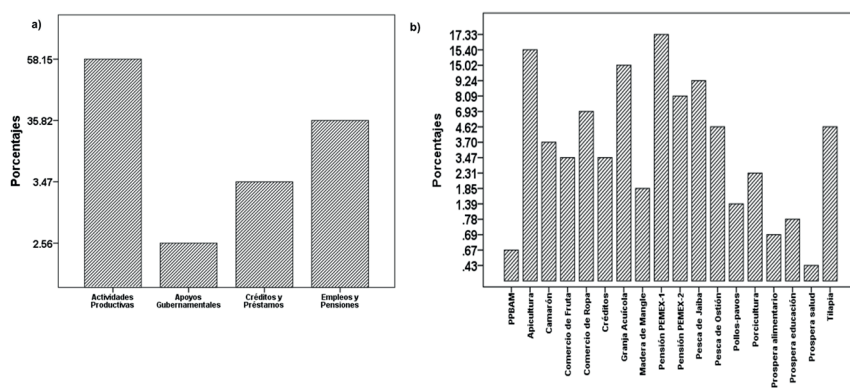 a)
Porcentajes
58.15
35.82
3.47
2.56
Actividades
Productivas
Apoyos
Gubernamentales
Créditos y
Préstamos
Empleos y
Pensiones
b)
Porcentajes
17.33
15.40
15.02
9.24
8.09
6.93
4.62
3.70
3.47
2.31
1.85
1.39
.78
.69
.67
.43
PPBAM
Apicultura
Camarón
Comercio de Fruta
Comercio de Ropa
Créditos
Granja Acuícola
Madera de Mangle
Pensión PEMEX-1
Pensión PEMEX-2
Pesca de Jaiba
Pesca de Ostión
Pollos-pavos
Porcicultura
Prospera alimentario
Prospera educación
Prospera salud
Tilapia